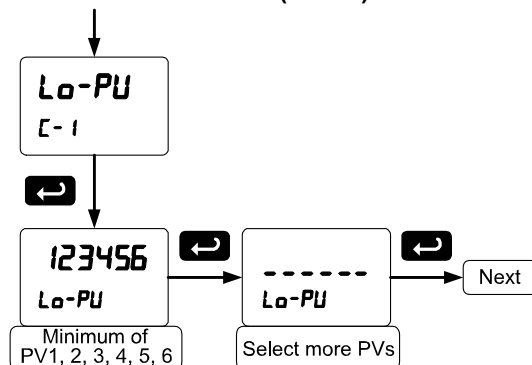 Lo-PU
C-1
123456
Lo-PU
Minimum of
PV1, 2, 3, 4, 5, 6
------
Lo-PU
Select more PVs
Next